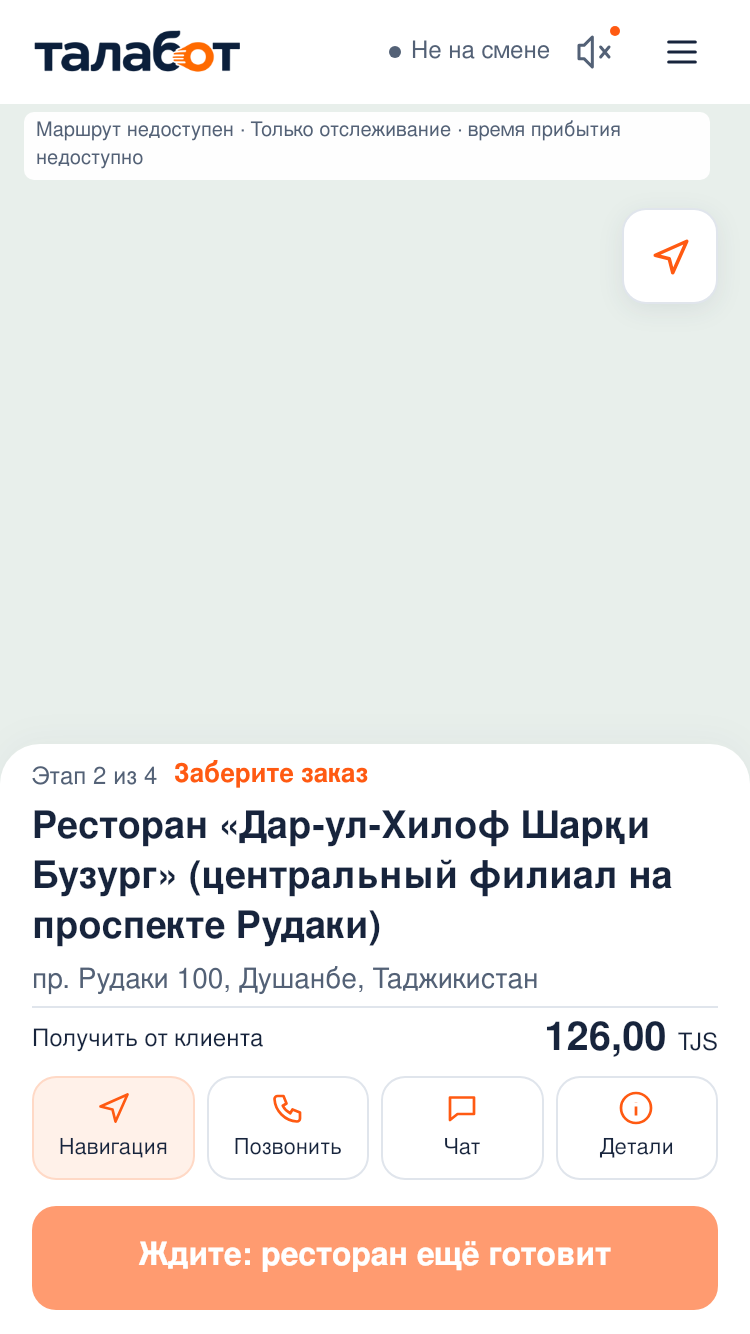 талабот
Не на смене
Маршрут недоступен · Только отслеживание · время прибытия
недоступно
Этап 2 из 4 Заберите заказ
Ресторан «Дар-ул-Хилоф Шарқи
Бузург» (центральный филиал на
проспекте Рудаки)
пр. Рудаки 100, Душанбе, Таджикистан
Получить от клиента 126,00 TJS
Навигация Позвонить Чат Детали
Ждите: ресторан ещё готовит